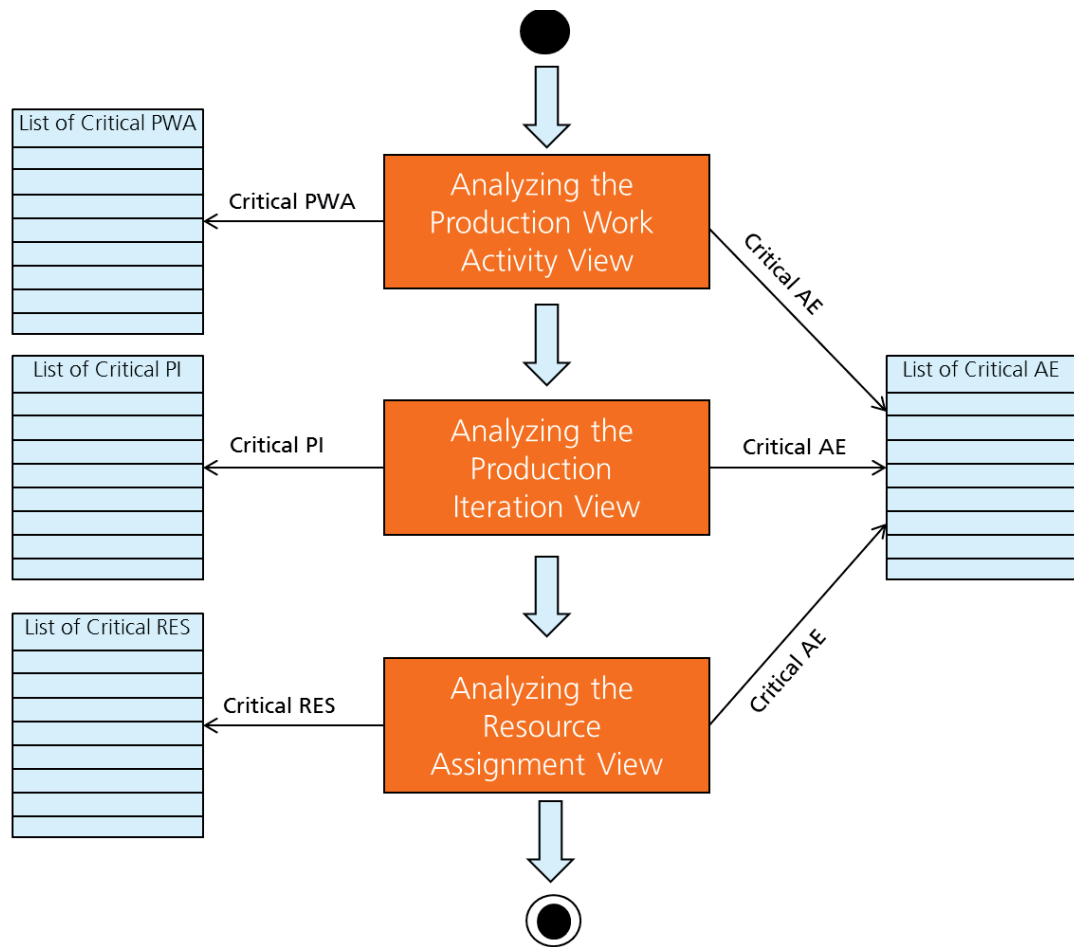 List of Critical PWA
Critical PWA
Analyzing the
Production Work
Activity View
Critical AE
List of Critical PI
Critical PI
Analyzing the
Production
Iteration View
Critical AE
List of Critical AE
List of Critical RES
Critical RES
Analyzing the
Resource
Assignment View
Critical AE